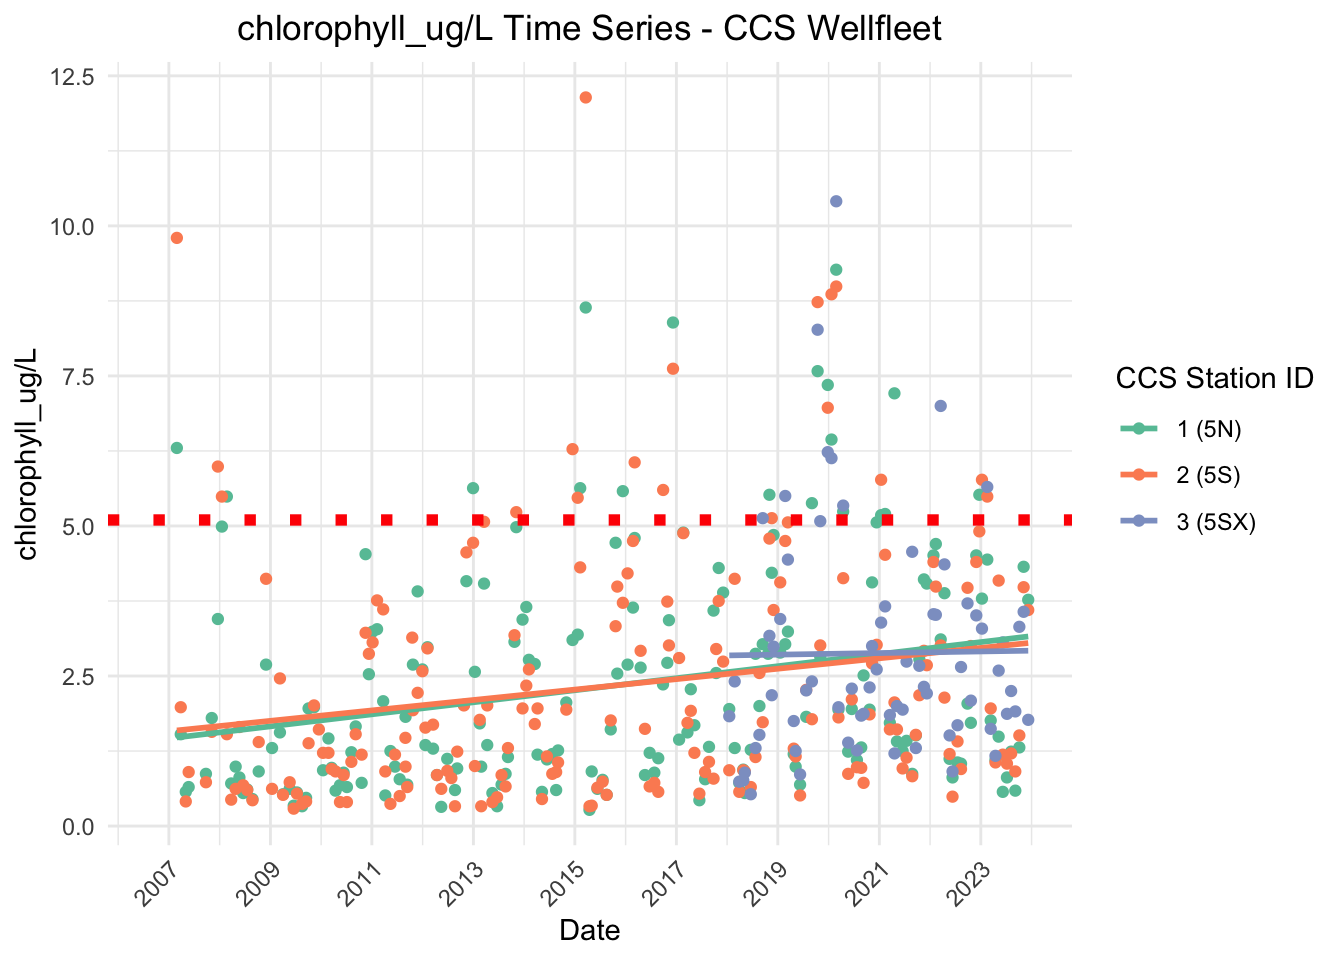 chlorophyll_ug/L Time Series - CCS Wellfleet
12.5
10.0
7.5
5.0
2.5
0.0
chlorophyll_ug/L
2007
2009
2011
2013
2015
2017
2019
2021
2023
Date
CCS Station ID
1 (5N)
2 (5S)
3 (5SX)